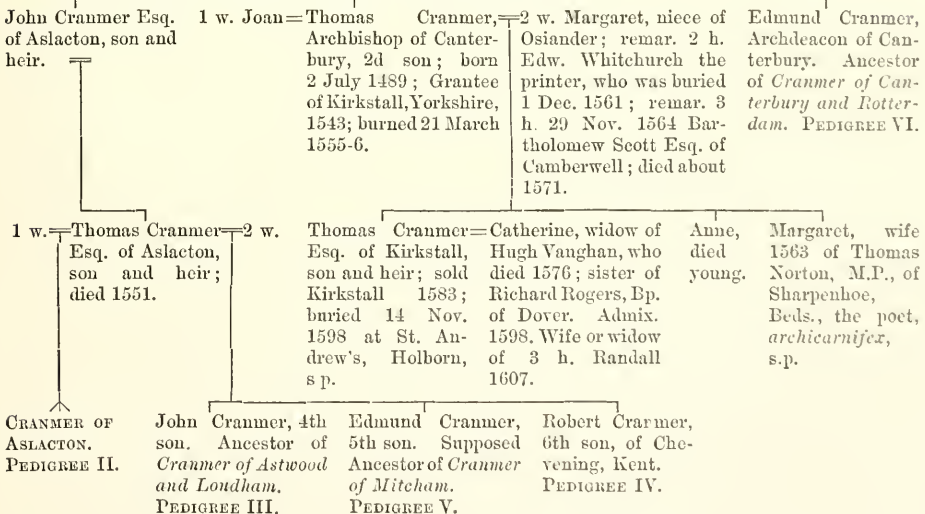 John Cranmer Esq.
of Aslacton, son and
heir.
1 w. Joan=Thomas Cranmer,=2 w. Margaret, niece of
Archbishop of Canter-
bury, 2d son; born
2 July 1489; Grantee
of Kirkstall, Yorkshire,
1543; burned 21 March
1555-6.
Osiander; remar. 2 h.
Edw. Whitchurch the
printer, who was buried
1 Dec. 1561; remar. 3
h. 29 Nov. 1564 Bar-
tholomew Scott Esq. of
Camberwell; died about
1571.
Edmund Cranmer,
Archdeacon of Can-
terbury. Ancestor
of Cranmer of Can-
terbury and Rotter-
dam. PEDIGREE VI.
1 w.=Thomas Cranmer=2 w.
Esq. of Aslacton,
son and heir;
died 1551.
Thomas Cranmer=Catherine, widow of
Esq. of Kirkstall,
son and heir; sold
Kirkstall 1583;
buried 14 Nov.
1598 at St. An-
drew's, Holborn,
s p.
Hugh Vaughan, who
died 1576; sister of
Richard Rogers, Bp.
of Dover. Admix.
1598. Wife or widow
of 3 h. Randall
1607.
Anne,
died
young.
Margaret, wife
1563 of Thomas
Norton, M.P., of
Sharpenhoe,
Beds., the poet,
archicarnifex,
s.p.
CRANMER OF
ASLACTON.
PEDIGREE II.
John Cranmer, 4th
son. Ancestor of
Cranmer of Astwood
and Loudham.
PEDIGREE III.
Edmund Cranmer,
5th son. Supposed
Ancestor of Cranmer
of Mitcham.
PEDIGREE V.
Robert Crarmer,
6th son, of Che-
vening, Kent.
PEDIGREE IV.